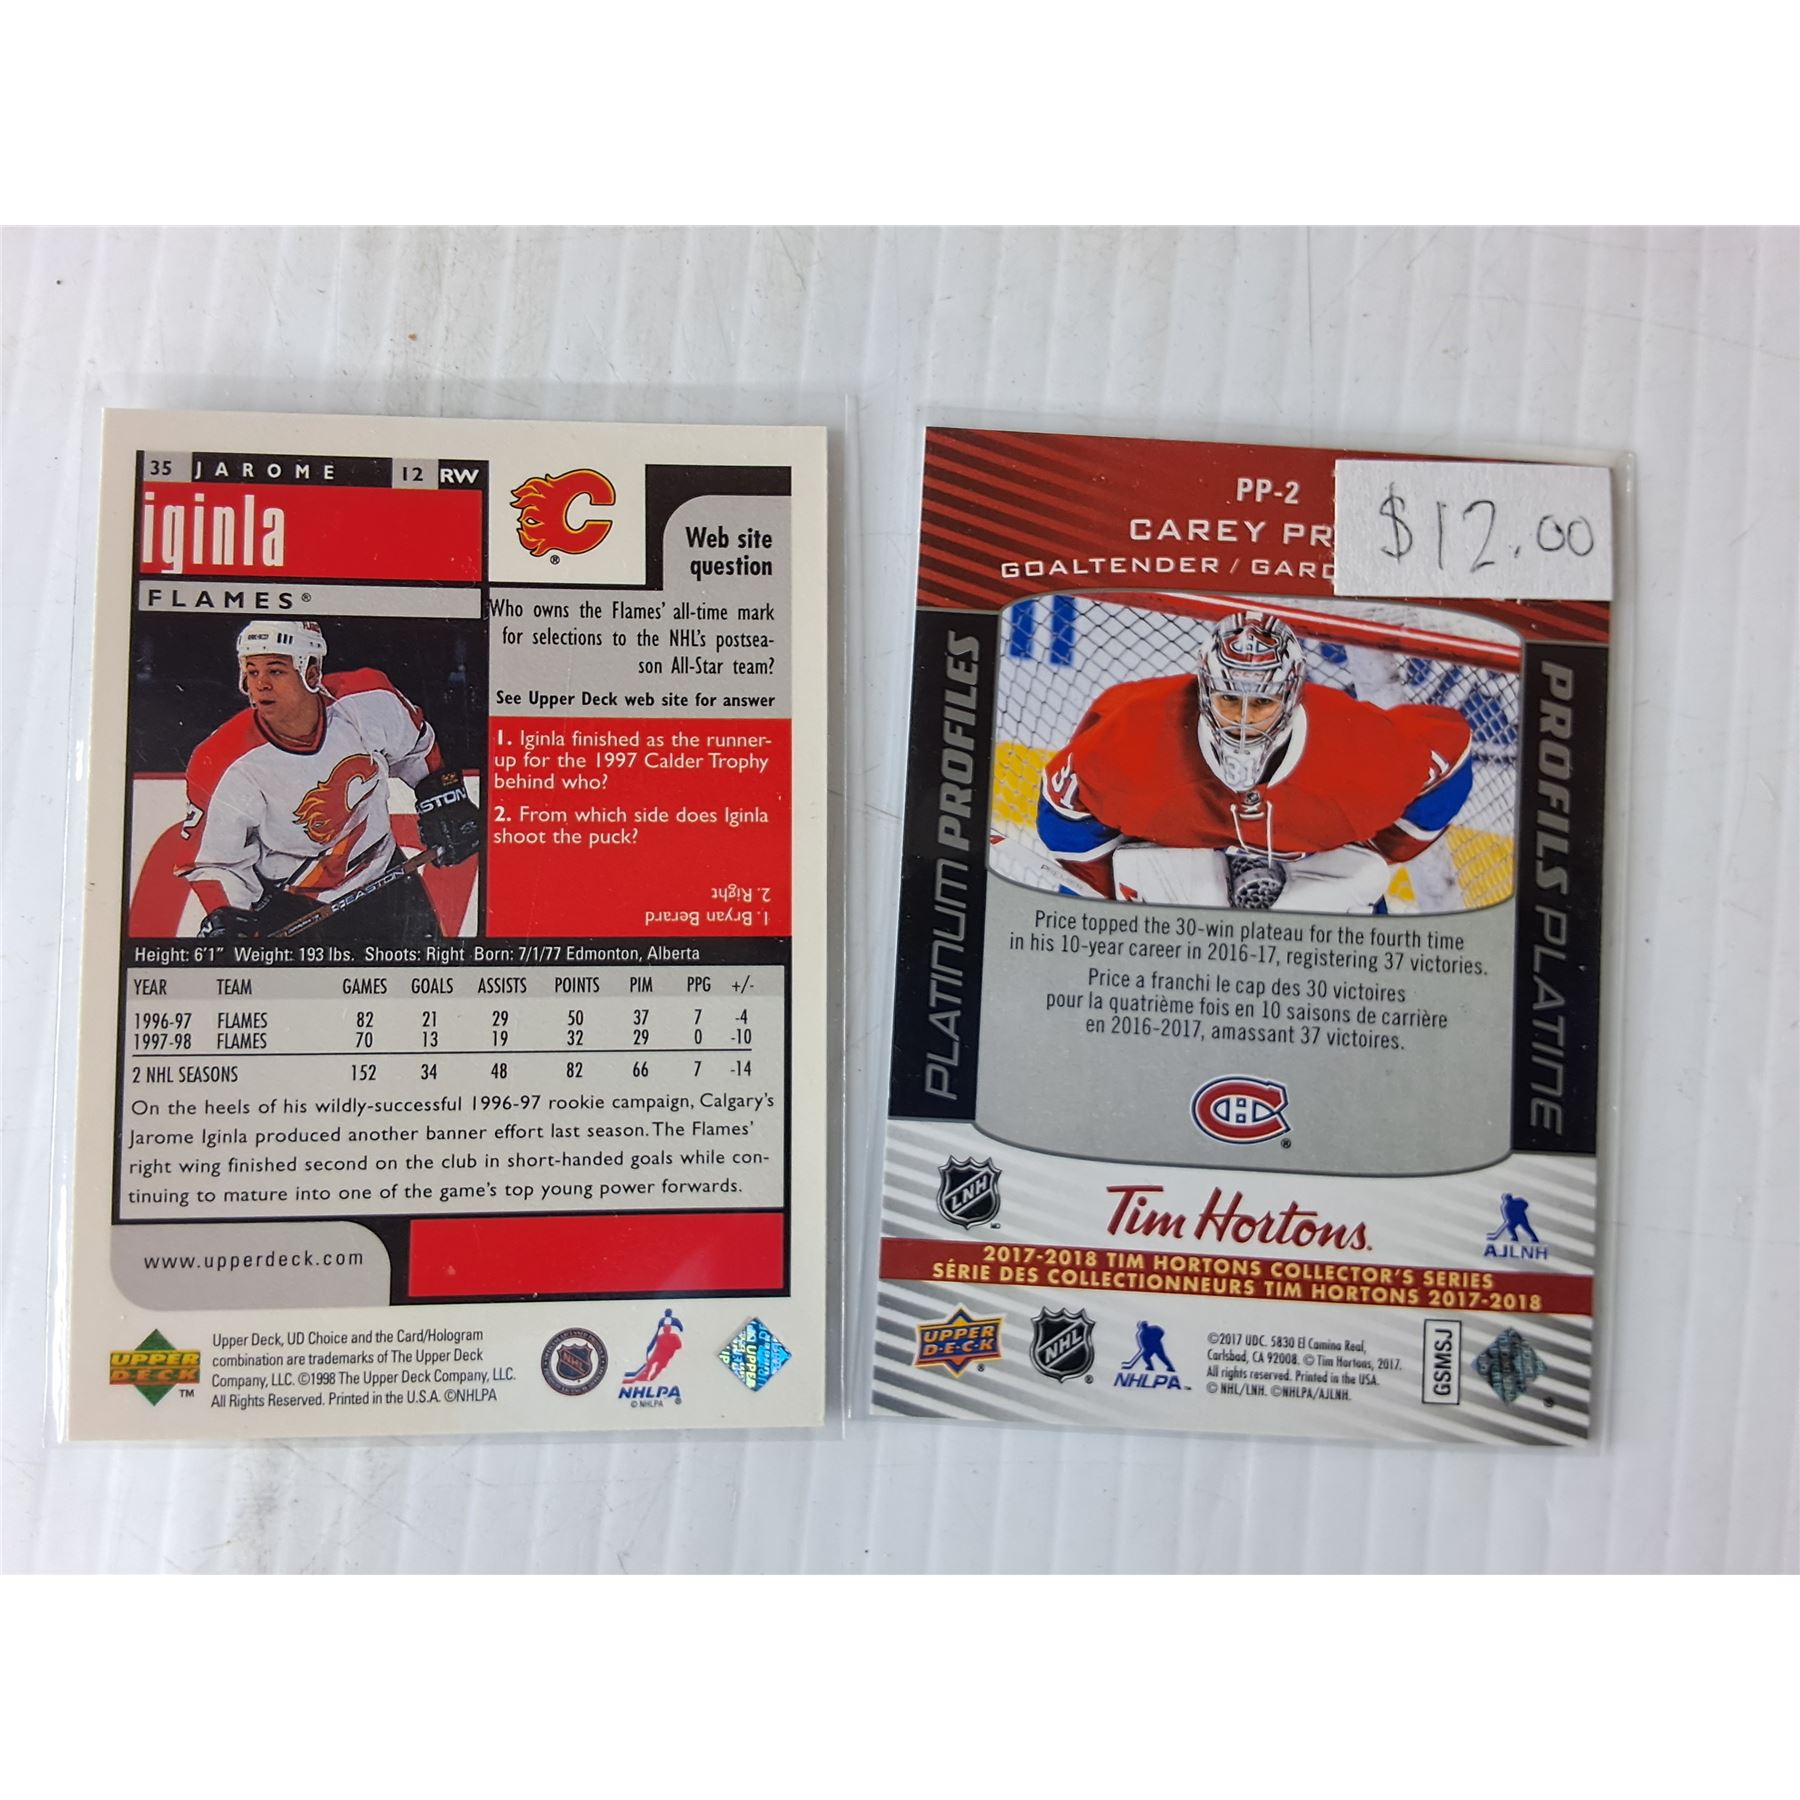 35 JAROME 12 RW
iginla
FLAMES®
Web site
question
Who owns the Flames' all-time mark
for selections to the NHL's postsea-
son All-Star team?
See Upper Deck web site for answer
1. Iginla finished as the runner-
up for the 1997 Calder Trophy
behind who?
2. From which side does Iginla
shoot the puck?
1. Bryan Berard
2. Right
EASTON
Height: 6'1" Weight: 193 lbs. Shoots: Right Born: 7/1/77 Edmonton, Alberta
YEAR TEAM GAMES GOALS ASSISTS POINTS PIM PPG +/-
1996-97 FLAMES 82 21 29 50 37 7 -4
1997-98 FLAMES 70 13 19 32 29 0 -10
2 NHL SEASONS 152 34 48 82 66 7 -14
On the heels of his wildly-successful 1996-97 rookie campaign, Calgary's
Jarome Iginla produced another banner effort last season. The Flames'
right wing finished second on the club in short-handed goals while con-
tinuing to mature into one of the game's top young power forwards.
www.upperdeck.com
UPPER
DECK
™
Upper Deck, UD Choice and the Card/Hologram
combination are trademarks of The Upper Deck
Company, LLC. ©1998 The Upper Deck Company, LLC.
All Rights Reserved. Printed in the U.S.A. ©NHLPA
NHL
NHLPA
© NHLPA ®
PP-2
CAREY PR
GOALTENDER / GARD
$12.00
PLATINUM PROFILES
PROFILS PLATINE
31
Price topped the 30-win plateau for the fourth time
in his 10-year career in 2016-17, registering 37 victories.
Price a franchi le cap des 30 victoires
pour la quatrième fois en 10 saisons de carrière
en 2016-2017, amassant 37 victoires.
LNH
Tim Hortons.
AJLNH
2017-2018 TIM HORTONS COLLECTOR'S SERIES
SÉRIE DES COLLECTIONNEURS TIM HORTONS 2017-2018
UPPER
DECK
NHL
NHLPA
©2017 UDC. 5830 El Camino Real,
Carlsbad, CA 92008. © Tim Hortons, 2017.
All rights reserved. Printed in the USA.
© NHL/LNH. ©NHLPA/AJLNH.
GSMSJ